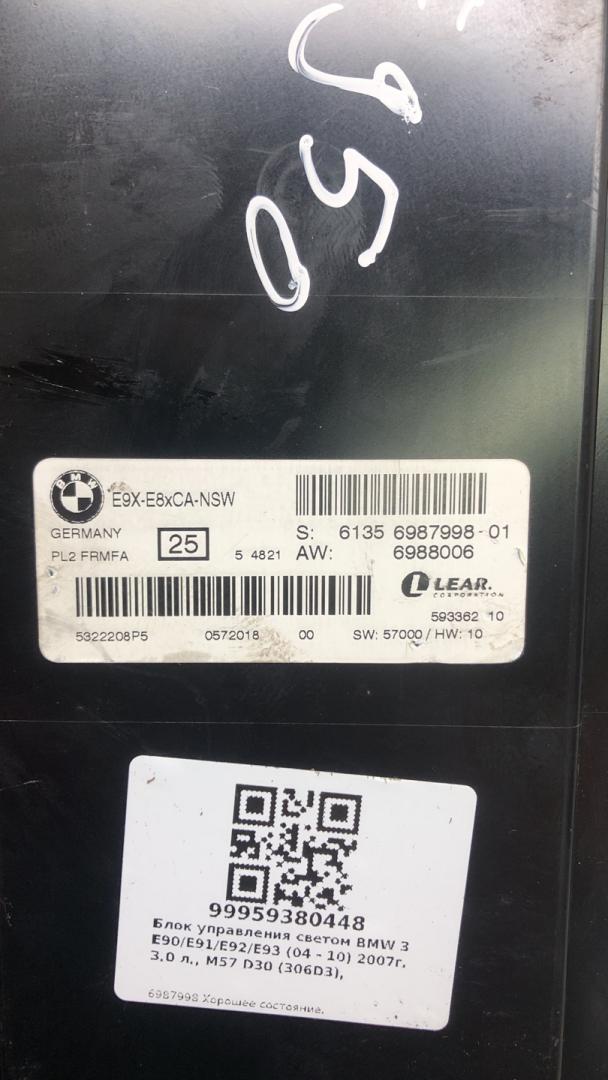 950
BMW
E9X-E8xCA-NSW
GERMANY
PL2 FRMFA
25
5 4821
S: 6135 6987998-01
AW: 6988006
LEAR.
CORPORATION
593362 10
5322208P5 0572018 00 SW: 57000 / HW: 10
99959380448
Блок управления светом BMW 3
E90/E91/E92/E93 (04 - 10) 2007г.
3.0 л., M57 D30 (306D3),
6987998 Хорошее состояние.